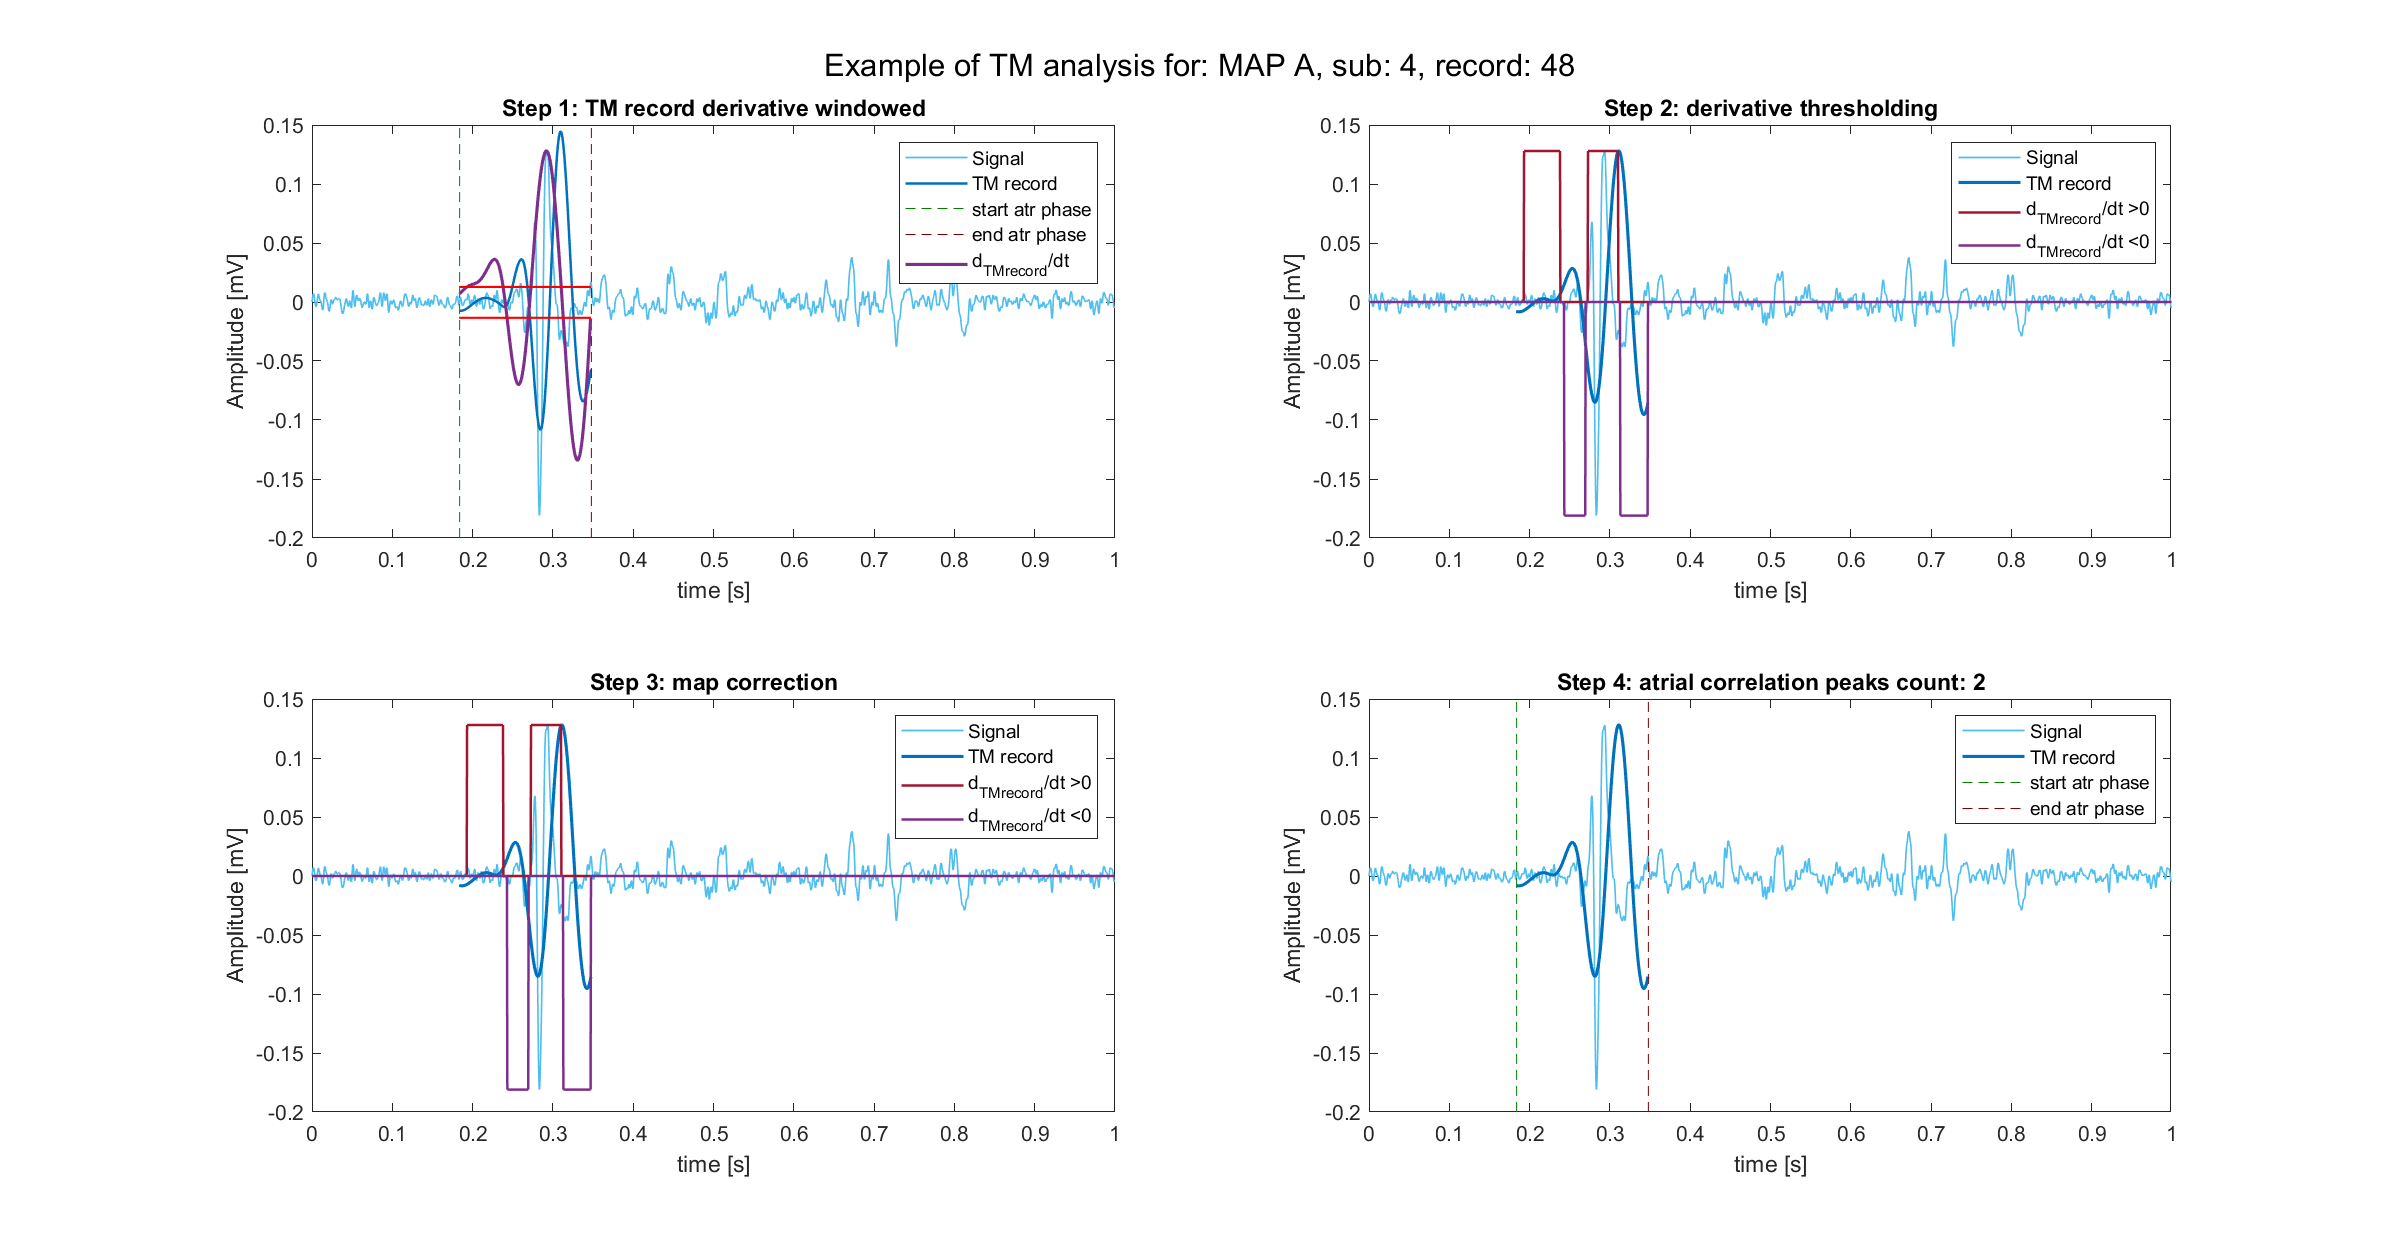 Example of TM analysis for: MAP A, sub: 4, record: 48
Step 1: TM record derivative windowed
0.15
0.1
0.05
0
-0.05
-0.1
-0.15
-0.2
Amplitude [mV]
0 0.1 0.2 0.3 0.4 0.5 0.6 0.7 0.8 0.9 1
time [s]
Signal
TM record
start atr phase
end atr phase
dTMrecord/dt
Step 2: derivative thresholding
0.15
0.1
0.05
0
-0.05
-0.1
-0.15
-0.2
Amplitude [mV]
0 0.1 0.2 0.3 0.4 0.5 0.6 0.7 0.8 0.9 1
time [s]
Signal
TM record
dTMrecord/dt >0
dTMrecord/dt <0
Step 3: map correction
0.15
0.1
0.05
0
-0.05
-0.1
-0.15
-0.2
Amplitude [mV]
0 0.1 0.2 0.3 0.4 0.5 0.6 0.7 0.8 0.9 1
time [s]
Signal
TM record
dTMrecord/dt >0
dTMrecord/dt <0
Step 4: atrial correlation peaks count: 2
0.15
0.1
0.05
0
-0.05
-0.1
-0.15
-0.2
Amplitude [mV]
0 0.1 0.2 0.3 0.4 0.5 0.6 0.7 0.8 0.9 1
time [s]
Signal
TM record
start atr phase
end atr phase